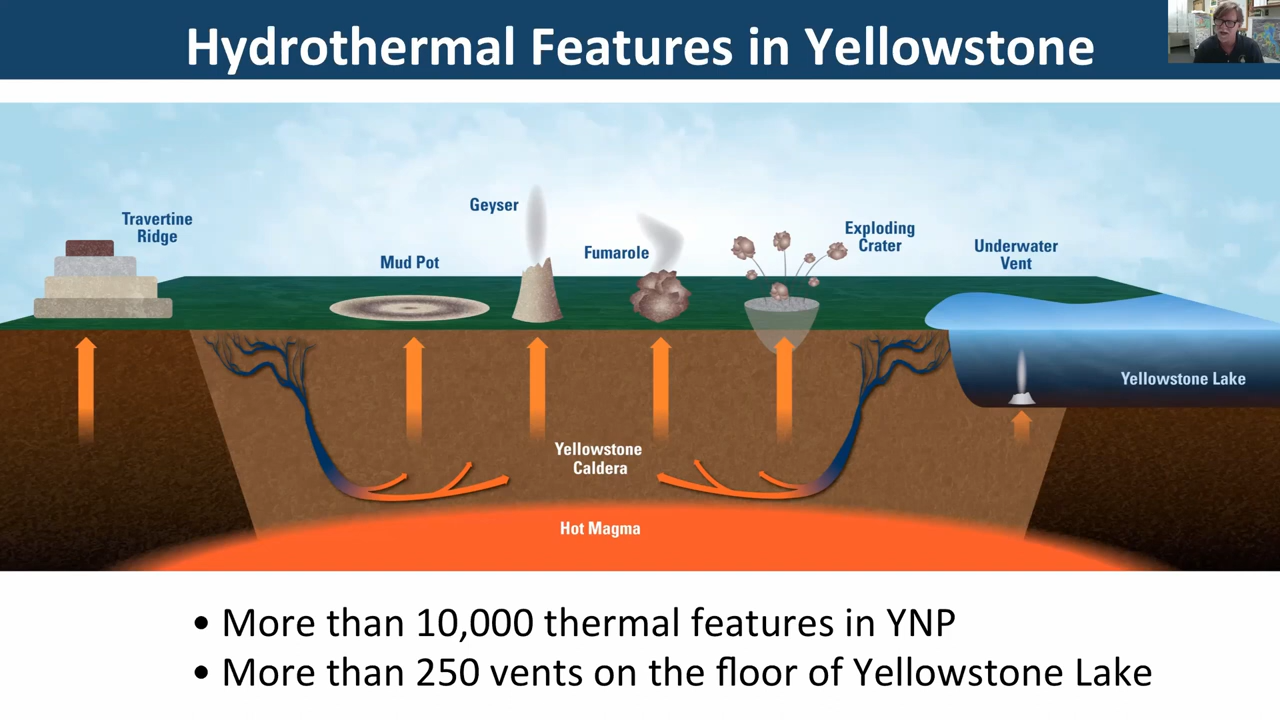 Hydrothermal Features in Yellowstone
Travertine
Ridge
Mud Pot
Geyser
Fumarole
Exploding
Crater
Underwater
Vent
Yellowstone Lake
Yellowstone
Caldera
Hot Magma
• More than 10,000 thermal features in YNP
• More than 250 vents on the floor of Yellowstone Lake